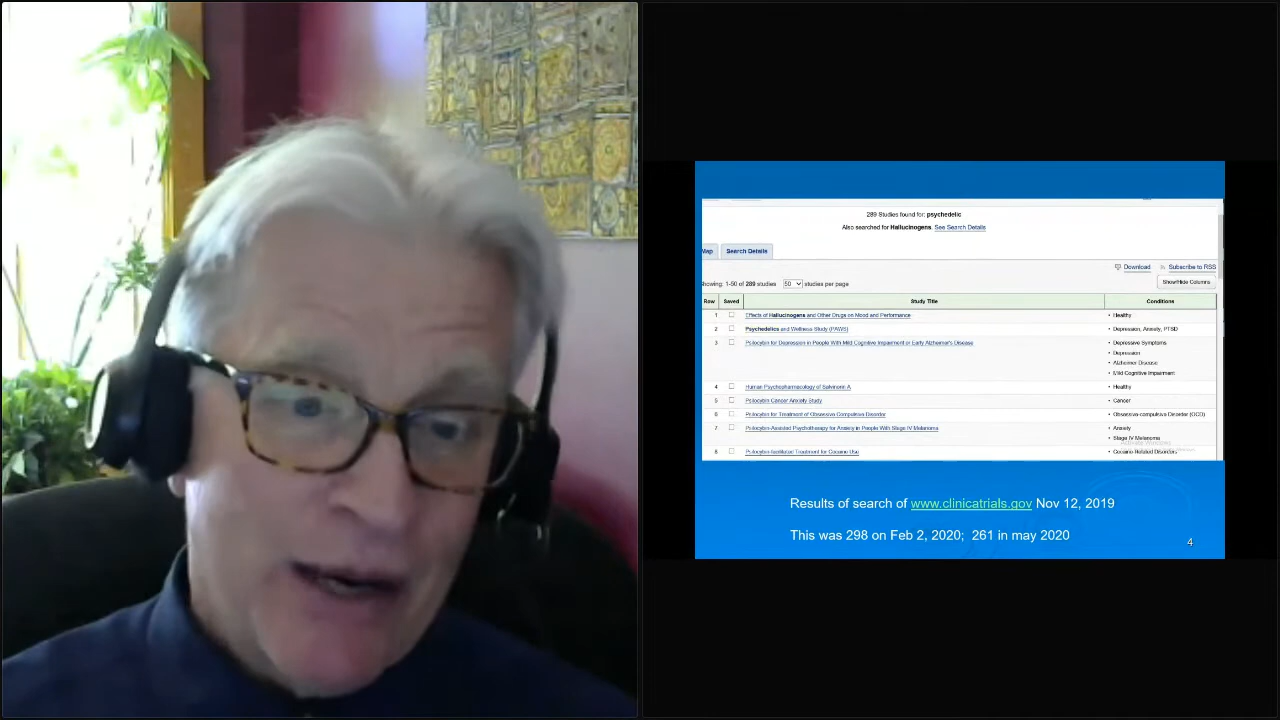 289 Studies found for: psychedelic
Also searched for Hallucinogens. See Search Details
Map Search Details
Download Subscribe to RSS
Showing: 1-50 of 289 studies 50 studies per page
Show/Hide Columns
Row Saved Study Title Conditions
1 Effects of Hallucinogens and Other Drugs on Mood and Performance • Healthy
2 Psychedelics and Wellness Study (PAWS) • Depression, Anxiety, PTSD
3 Psilocybin for Depression in People With Mild Cognitive Impairment or Early Alzheimer's Disease • Depressive Symptoms
• Depression
• Alzheimer Disease
• Mild Cognitive Impairment
4 Human Psychopharmacology of Salvinorin A • Healthy
5 Psilocybin Cancer Anxiety Study • Cancer
6 Psilocybin for Treatment of Obsessive Compulsive Disorder • Obsessive-compulsive Disorder (OCD)
7 Psilocybin-Assisted Psychotherapy for Anxiety in People With Stage IV Melanoma • Anxiety
• Stage IV Melanoma
Activate Windows
8 Psilocybin-facilitated Treatment for Cocaine Use • Cocaine-Related Disorders
Results of search of www.clinicatrials.gov Nov 12, 2019
This was 298 on Feb 2, 2020; 261 in may 2020
4